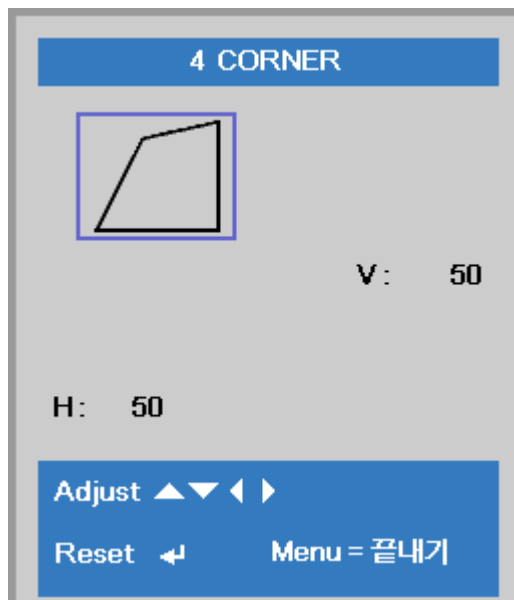 4 CORNER
V: 50
H: 50
Adjust ▲▼◀▶
Reset ↵ Menu = 끝내기